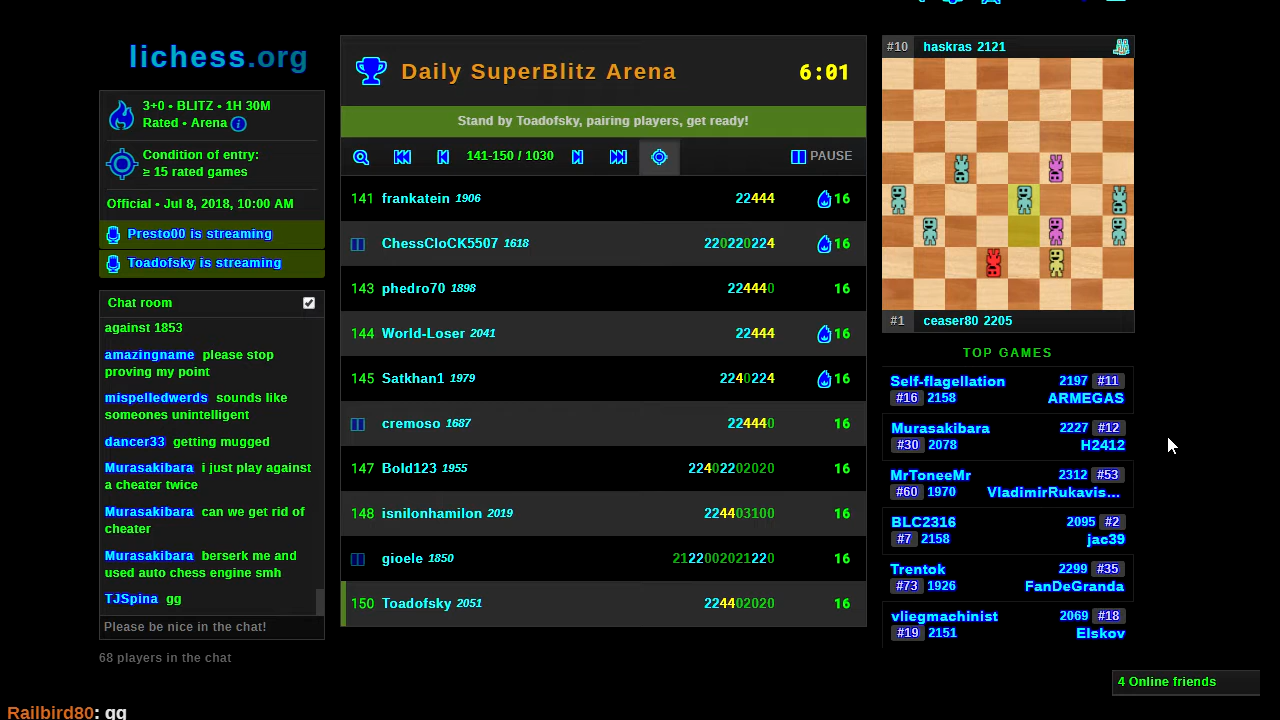 lichess.org
3+0 • BLITZ • 1H 30M
Rated • Arena
Condition of entry:
≥ 15 rated games
Official • Jul 8, 2018, 10:00 AM
Presto00 is streaming
Toadofsky is streaming
Chat room
against 1853
amazingname please stop
proving my point
mispelledwerds sounds like
someones unintelligent
dancer33 getting mugged
Murasakibara i just play against
a cheater twice
Murasakibara can we get rid of
cheater
Murasakibara berserk me and
used auto chess engine smh
TJSpina gg
Please be nice in the chat!
68 players in the chat
Railbird80: gg
Daily SuperBlitz Arena 6:01
Stand by Toadofsky, pairing players, get ready!
141-150 / 1030 PAUSE
141 frankatein 1906 22444 16
ChessCloCK5507 1618 220220224 16
143 phedro70 1898 224440 16
144 World-Loser 2041 22444 16
145 Satkhan1 1979 2240224 16
cremoso 1687 224440 16
147 Bold123 1955 22402202020 16
148 isnilonhamilon 2019 224403100 16
gioele 1850 2122002021220 16
150 Toadofsky 2051 224402020 16
#10 haskras 2121
#1 ceaser80 2205
TOP GAMES
Self-flagellation 2197 #11
#16 2158 ARMEGAS
Murasakibara 2227 #12
#30 2078 H2412
MrToneeMr 2312 #53
#60 1970 VladimirRukavis...
BLC2316 2095 #2
#7 2158 jac39
Trentok 2299 #35
#73 1926 FanDeGranda
vliegmachinist 2069 #18
#19 2151 Elskov
4 Online friends